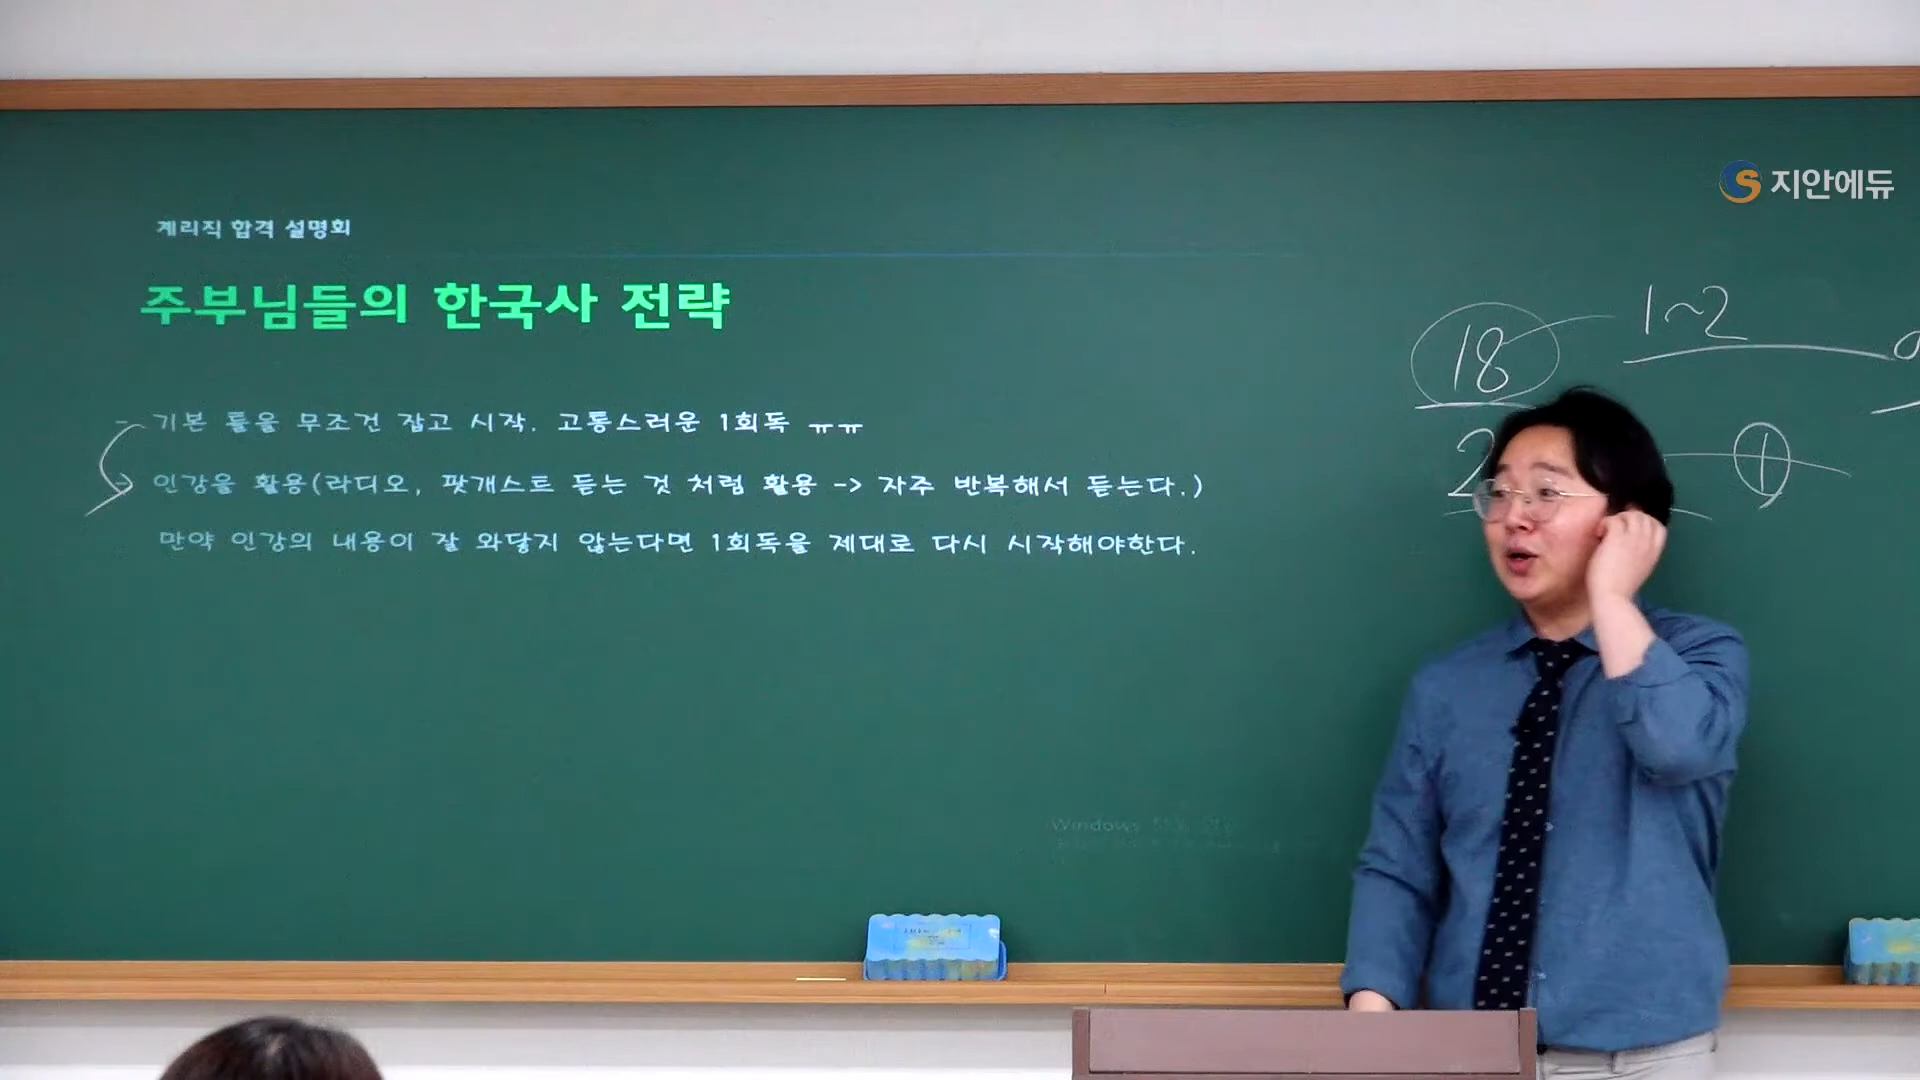 지안에듀
계리직 합격 설명회
주부님들의 한국사 전략
- 기본 틀을 무조건 잡고 시작. 고통스러운 1회독 ㅠㅠ
- 인강을 활용(라디오, 팟캐스트 듣는 것 처럼 활용 -> 자주 반복해서 듣는다.)
만약 인강의 내용이 잘 와닿지 않는다면 1회독을 제대로 다시 시작해야한다.
18 1~2
2 1
Windows